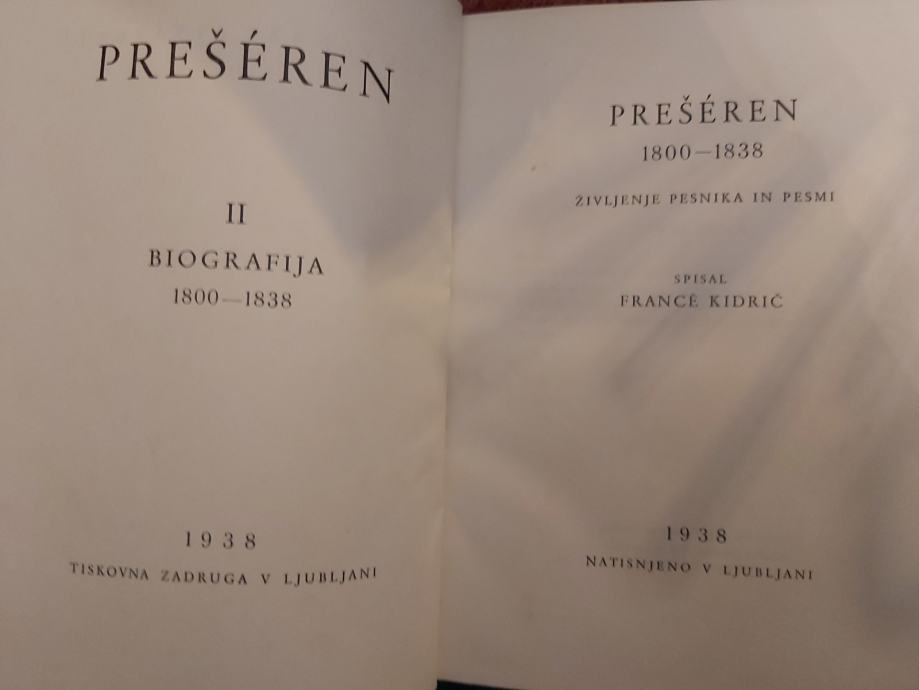 PREŠÉREN
II
BIOGRAFIJA
1800—1838
1938
TISKOVNA ZADRUGA V LJUBLJANI
PREŠÉREN
1800—1838
ŽIVLJENJE PESNIKA IN PESMI
SPISAL
FRANCÈ KIDRIČ
1938
NATISNJENO V LJUBLJANI